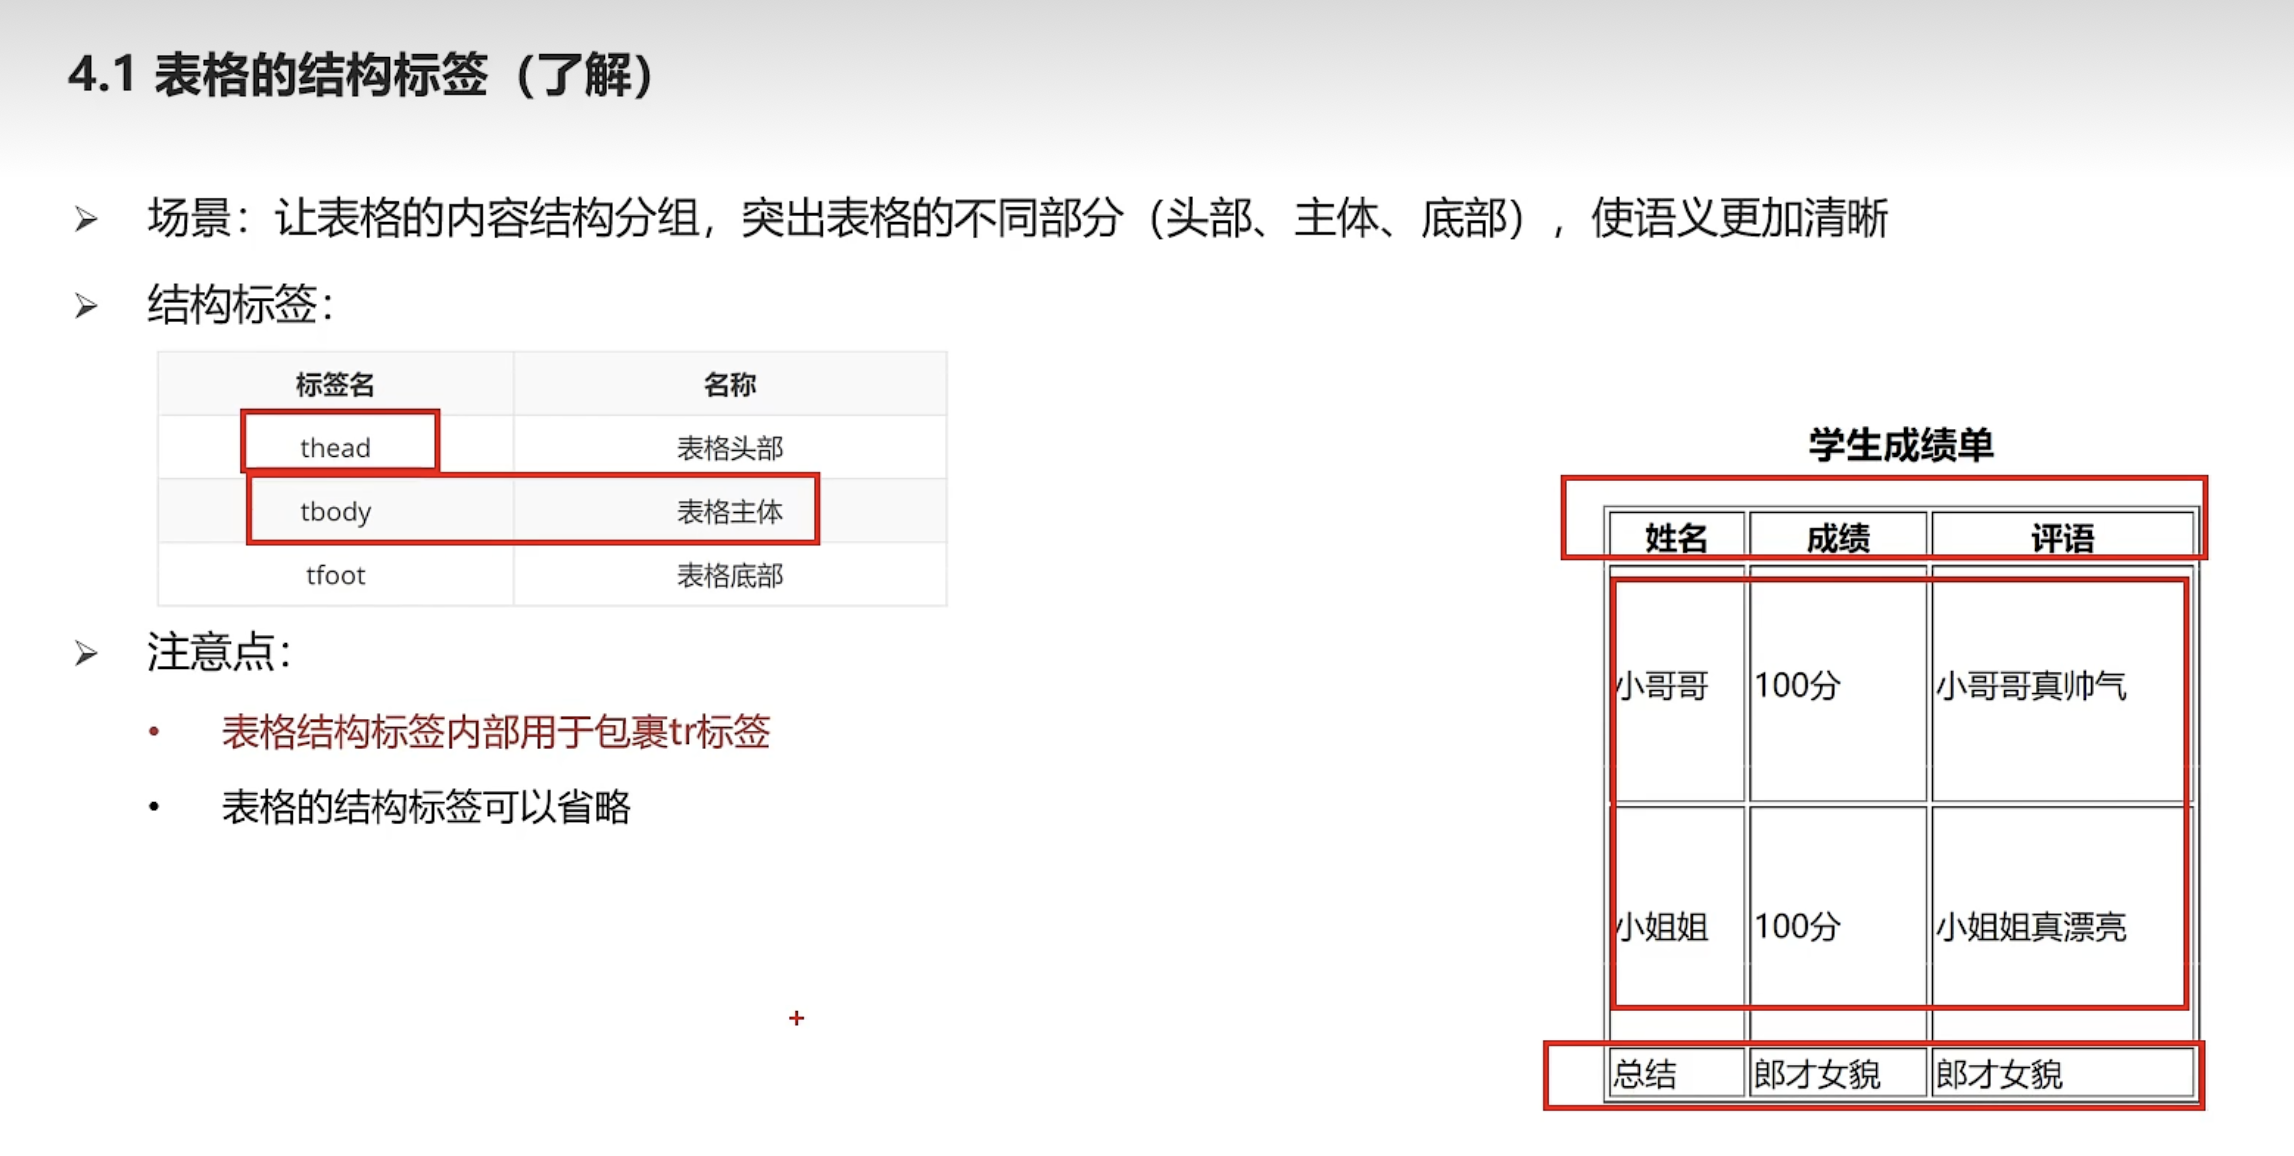 4.1 表格的结构标签（了解）
场景：让表格的内容结构分组，突出表格的不同部分（头部、主体、底部），使语义更加清晰
结构标签：
标签名 名称
thead 表格头部
tbody 表格主体
tfoot 表格底部
注意点：
表格结构标签内部用于包裹tr标签
表格的结构标签可以省略
学生成绩单
姓名 成绩 评语
小哥哥 100分 小哥哥真帅气
小姐姐 100分 小姐姐真漂亮
总结 郎才女貌 郎才女貌